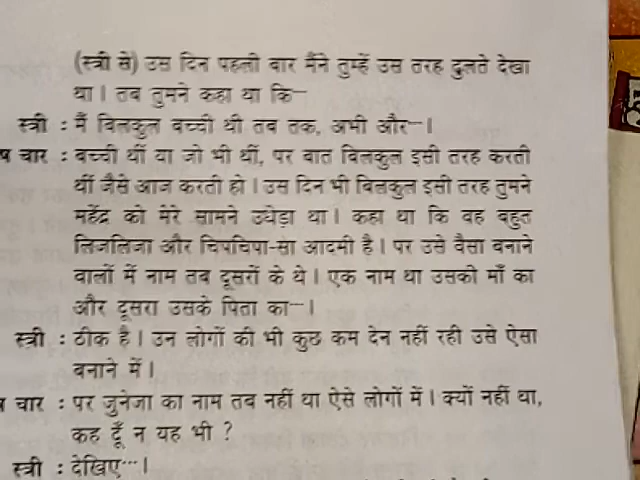 (स्त्री से) उस दिन पहली बार मैंने तुम्हें उस तरह ढुलते देखा
था। तब तुमने कहा था कि—
स्त्री : मैं बिलकुल बच्ची थी तब तक, अभी और—।
चार : बच्ची थीं या जो भी थीं, पर बात बिलकुल इसी तरह करती
थीं जैसे आज करती हो। उस दिन भी बिलकुल इसी तरह तुमने
महेंद्र को मेरे सामने उधेड़ा था। कहा था कि वह बहुत
लिजलिजा और चिपचिपा-सा आदमी है। पर उसे वैसा बनाने
वालों में नाम तब दूसरों के थे। एक नाम था उसकी माँ का
और दूसरा उसके पिता का—।
स्त्री : ठीक है। उन लोगों की भी कुछ कम देन नहीं रही उसे ऐसा
बनाने में।
चार : पर जुनेजा का नाम तब नहीं था ऐसे लोगों में। क्यों नहीं था,
कह दूँ न यह भी ?
स्त्री : देखिए…।